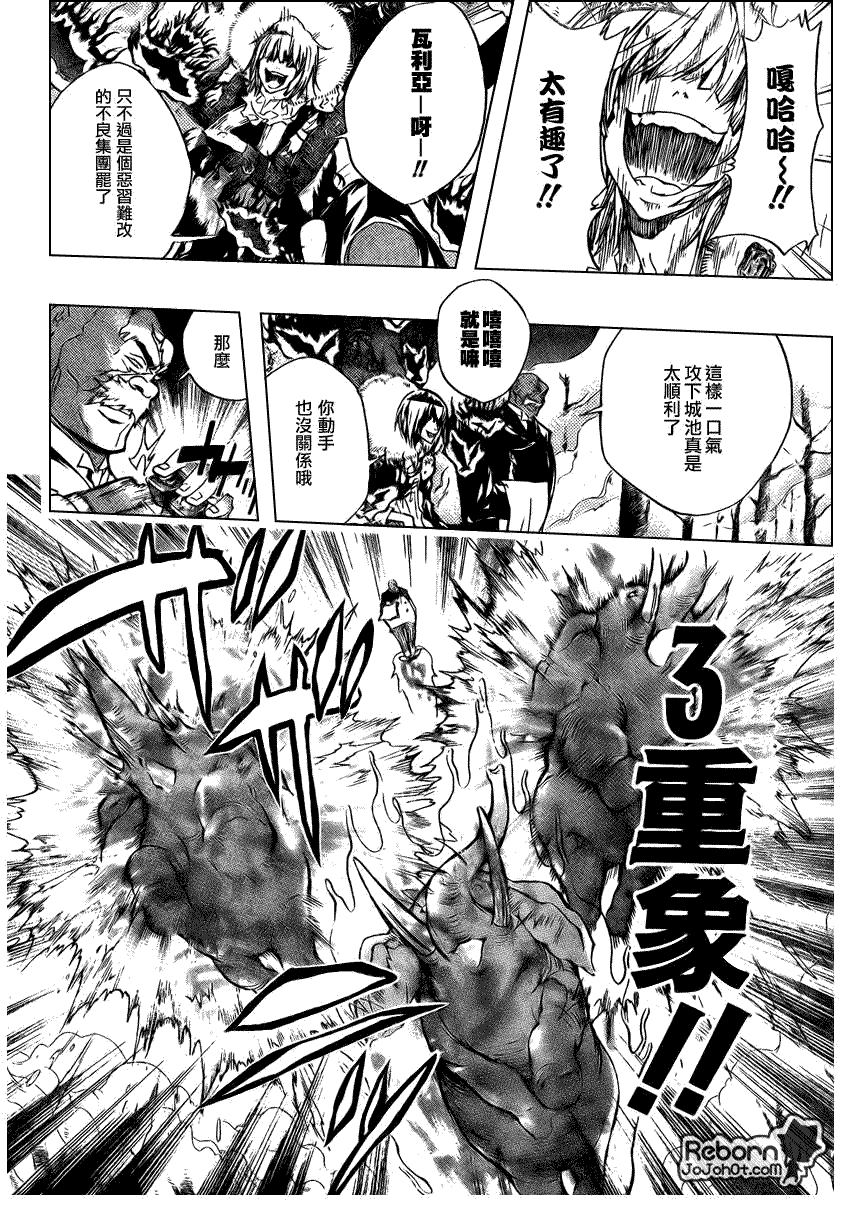 嘎哈哈～!!
太有趣了!!
瓦利亞—呀—!!
只不過是個惡習難改
的不良集團罷了
這樣一口氣
攻下城池真是
太順利了
嘻嘻嘻
就是嘛
你動手
也沒關係哦
那麼
3重象!!
ガガガ
Reborn
JoJohOt.com